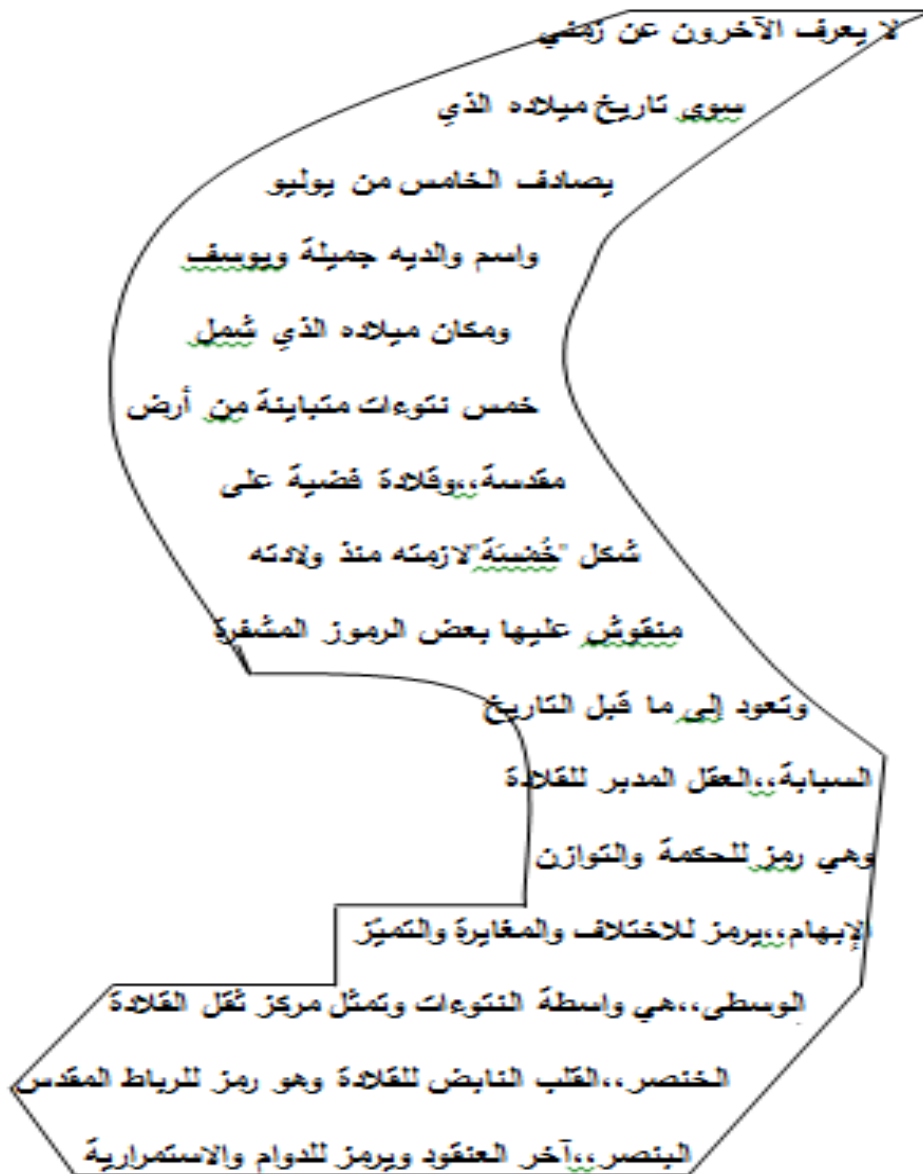 لا يعرف الآخرون عن زمني
سوى تاريخ ميلاده الذي
يصادف الخامس من يوليو
واسم والديه جميلة ويوسف
ومكان ميلاده الذي شمل
خمس نتوءات متباينة من أرض
مقدسة،،وقلادة فضية على
شكل "خُمْسَة"لازمته منذ ولادته
منقوش عليها بعض الرموز المشفرة
وتعود إلى ما قبل التاريخ
السبابة،،العقل المدبر للقلادة
وهي رمز للحكمة والتوازن
الإبهام،،يرمز للاختلاف والمغايرة والتميّز
الوسطى،،هي واسطة النتوءات وتمثل مركز ثقل القلادة
الخنصر،،القلب النابض للقلادة وهو رمز للرباط المقدس
البنصر،،آخر العنقود ويرمز للدوام والاستمرارية